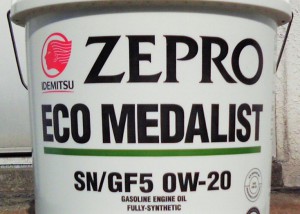 ZEPRO
IDEMITSU
ECO MEDALIST
SN/GF5 0W-20
GASOLINE ENGINE OIL
FULLY-SYNTHETIC